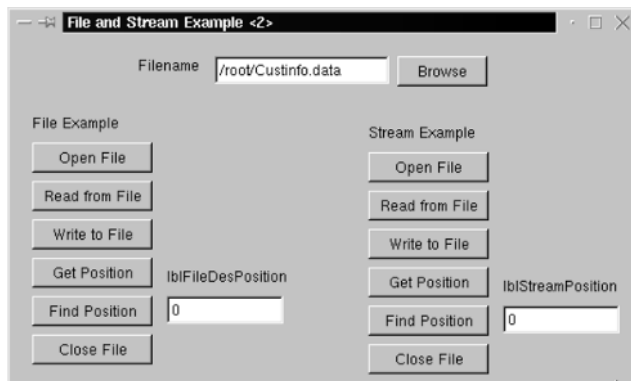 File and Stream Example <2>
Filename /root/Custinfo.data Browse
File Example
Open File
Read from File
Write to File
Get Position lblFileDesPosition
Find Position 0
Close File
Stream Example
Open File
Read from File
Write to File
Get Position lblStreamPosition
Find Position 0
Close File